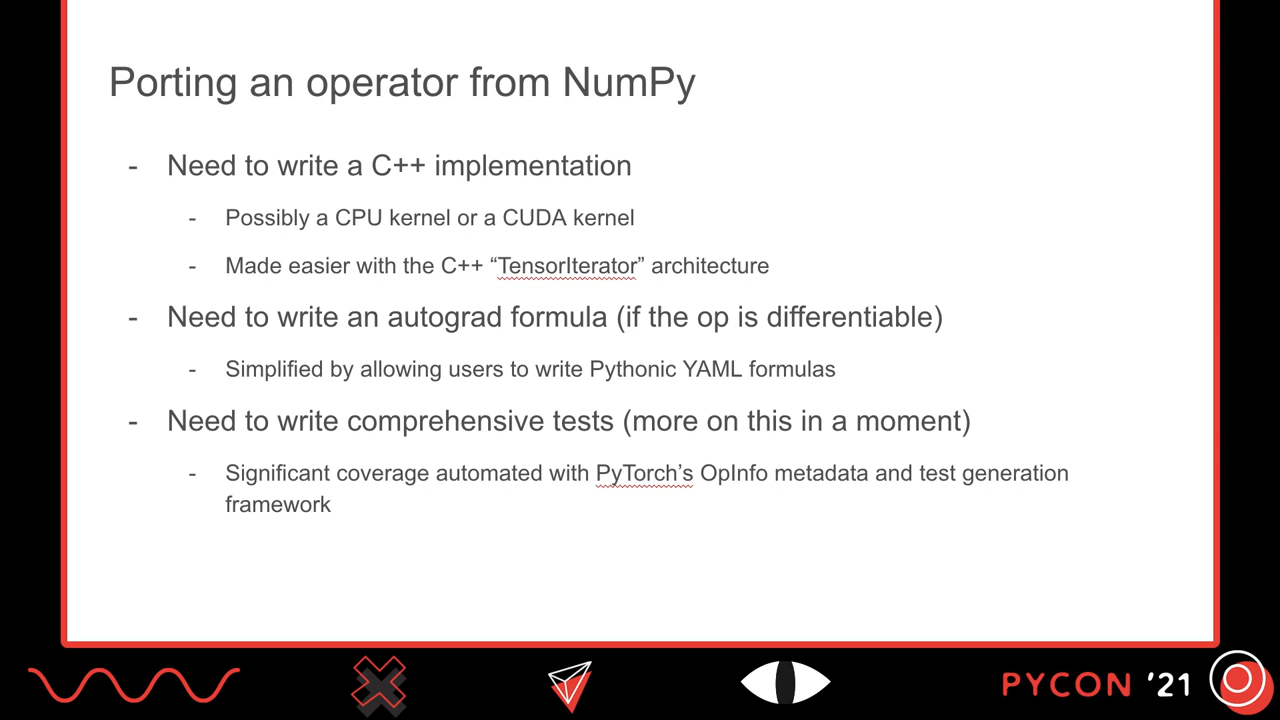 Porting an operator from NumPy
- Need to write a C++ implementation
- Possibly a CPU kernel or a CUDA kernel
- Made easier with the C++ “TensorIterator” architecture
- Need to write an autograd formula (if the op is differentiable)
- Simplified by allowing users to write Pythonic YAML formulas
- Need to write comprehensive tests (more on this in a moment)
- Significant coverage automated with PyTorch’s OpInfo metadata and test generation
framework
PYCON ’21